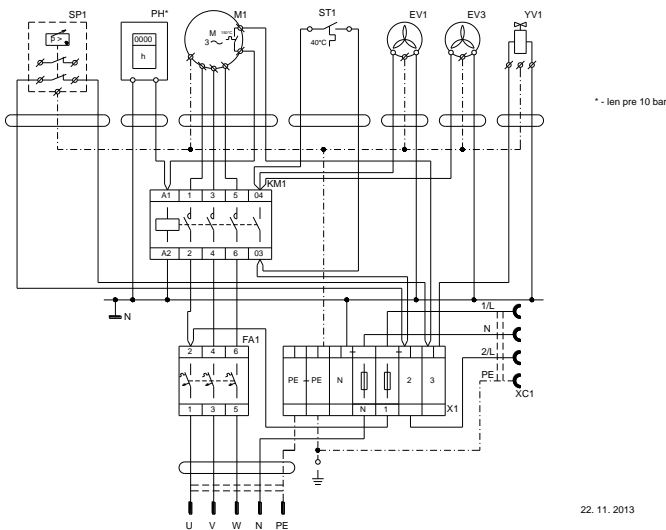 SP1 PH* M1 ST1 EV1 EV3 YV1
p >
0000
h
M
3~
150°C
40°C
* - len pre 10 bar
KM1
A1 1 3 5 04
A2 2 4 6 03
N
1/L
N
2/L
PE
XC1
FA1
2 4 6
1 3 5
PE PE N 2 3
N 1
X1
U V W N PE
22. 11. 2013